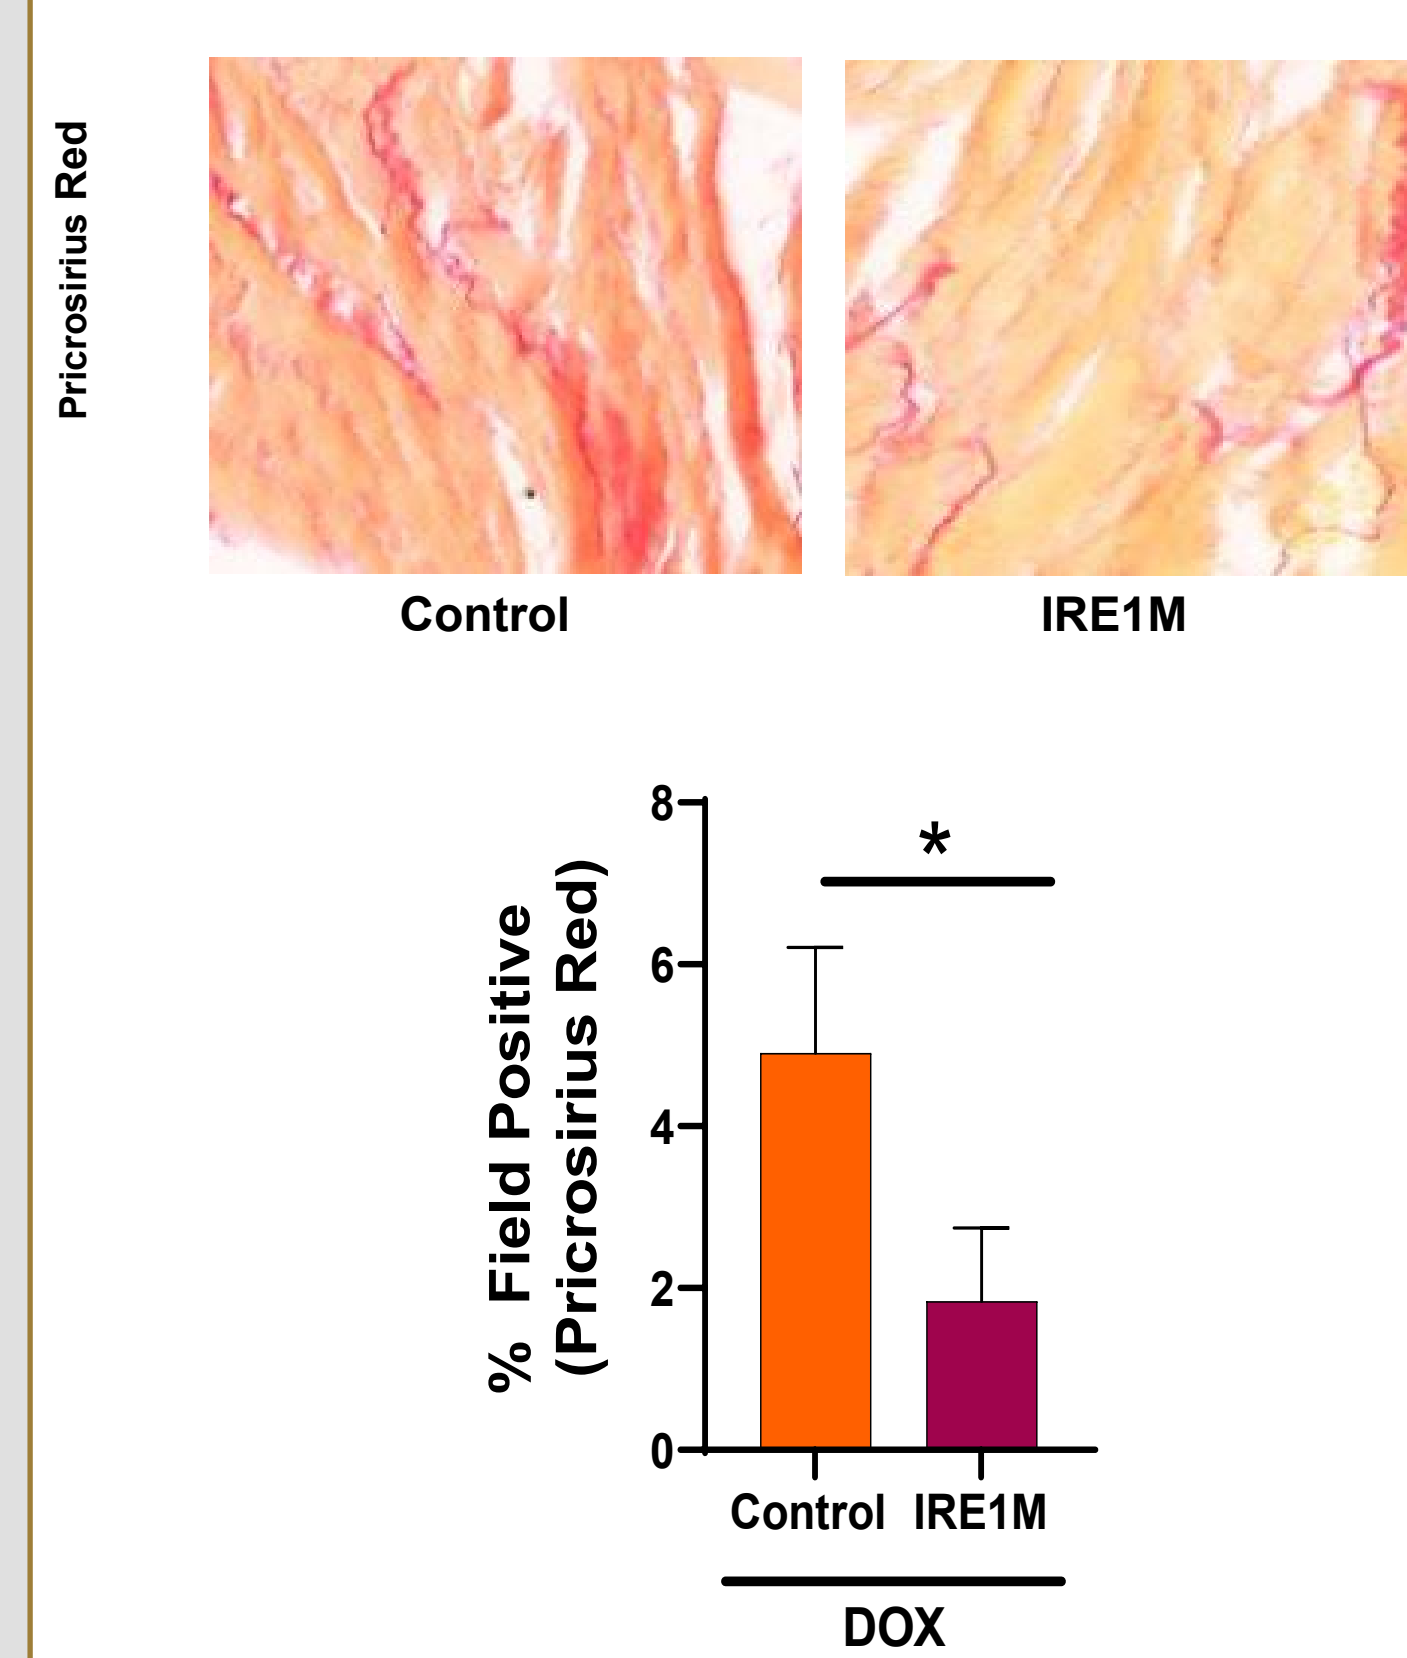 Pricrosirius Red
Control
IRE1M
8
*
6
4
2
0
% Field Positive
(Pricrosirius Red)
Control IRE1M
DOX